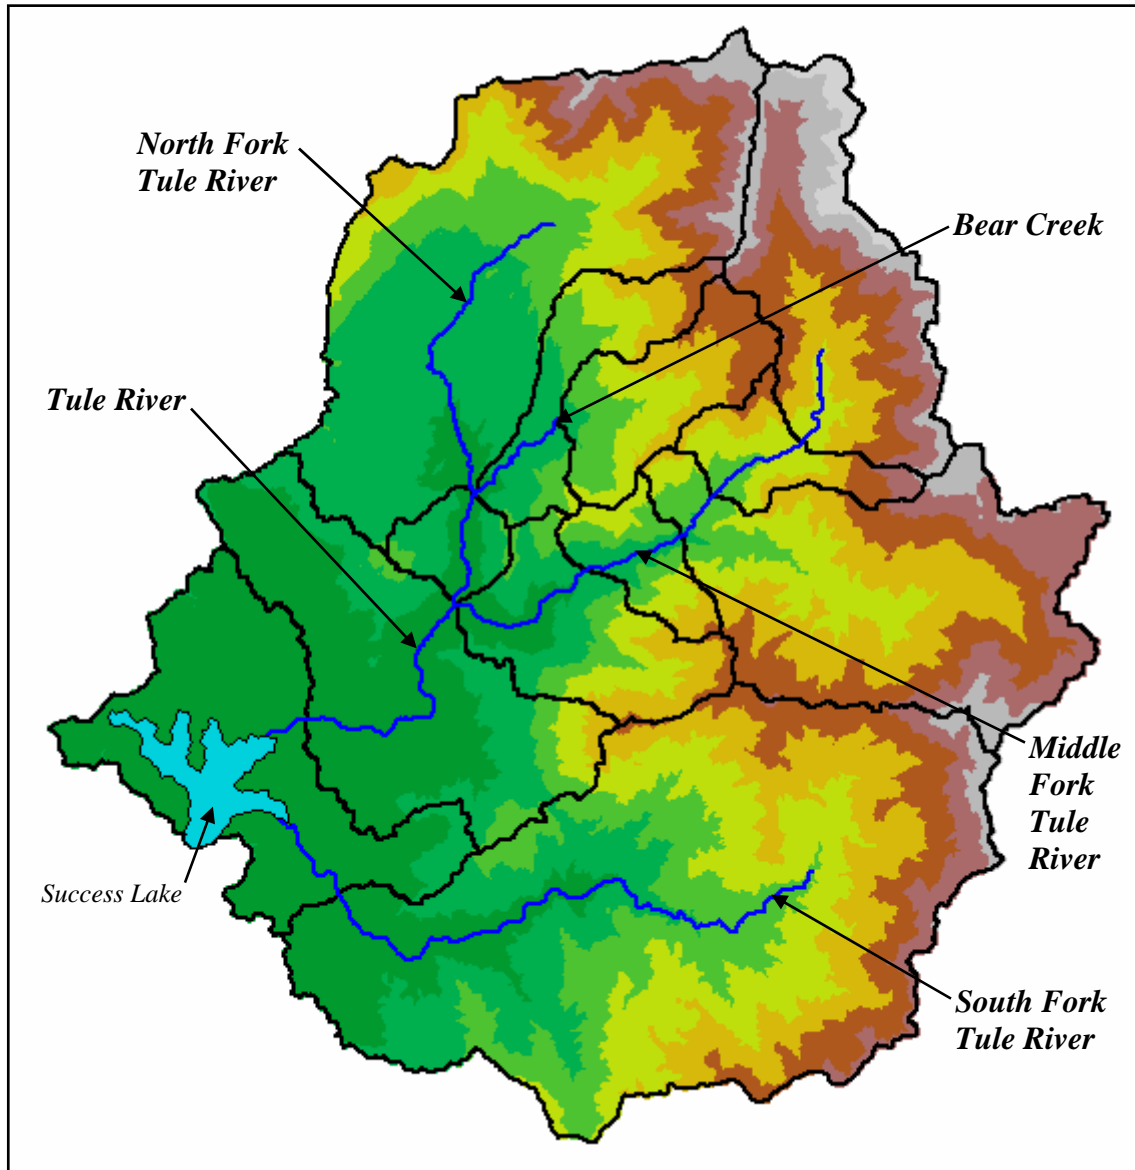 North Fork
Tule River
Bear Creek
Tule River
Middle
Fork
Tule
River
Success Lake
South Fork
Tule River